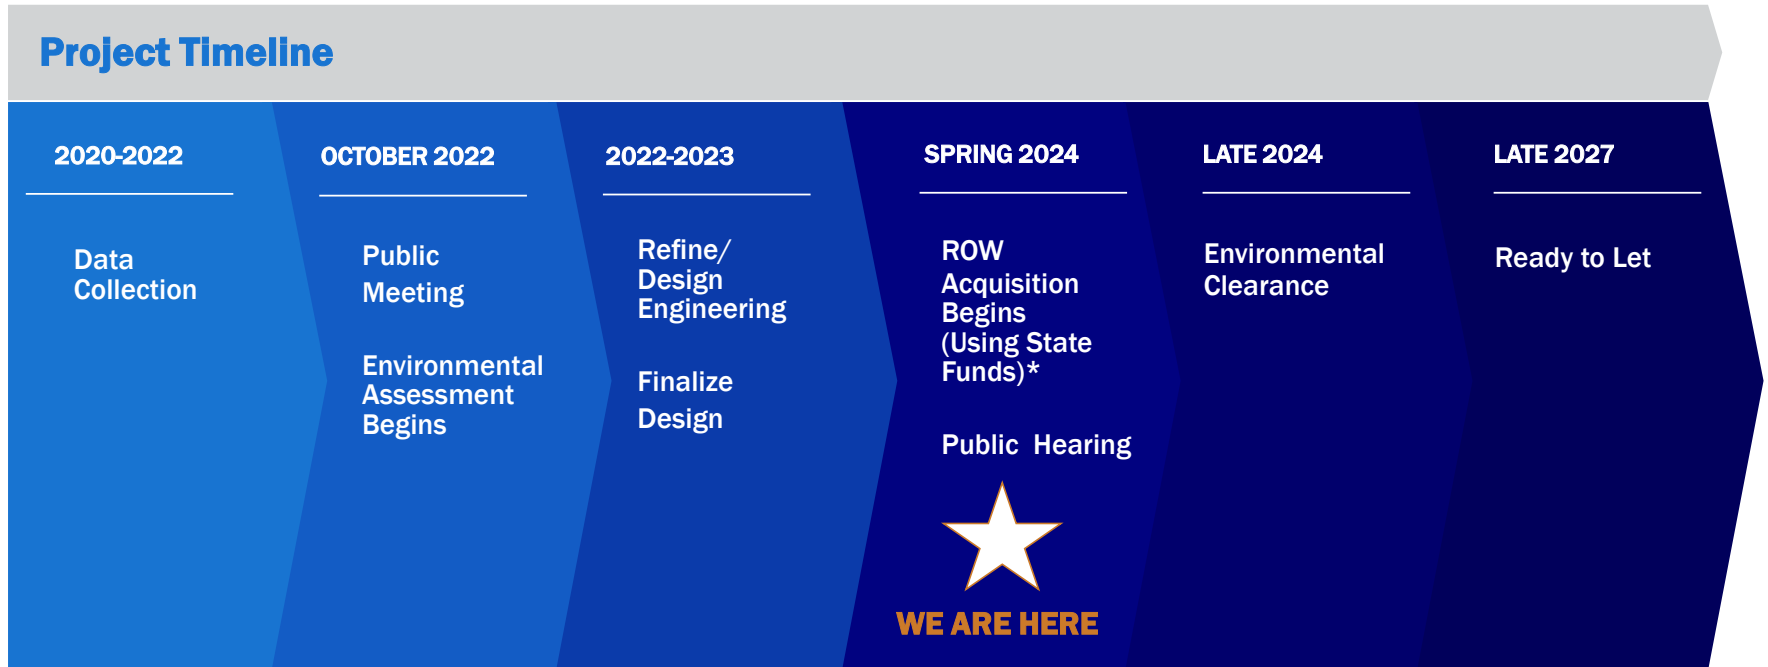 Project Timeline
2020-2022
Data
Collection
OCTOBER 2022
Public
Meeting
Environmental
Assessment
Begins
2022-2023
Refine/
Design
Engineering
Finalize
Design
SPRING 2024
ROW
Acquisition
Begins
(Using State
Funds)*
Public Hearing
WE ARE HERE
LATE 2024
Environmental
Clearance
LATE 2027
Ready to Let